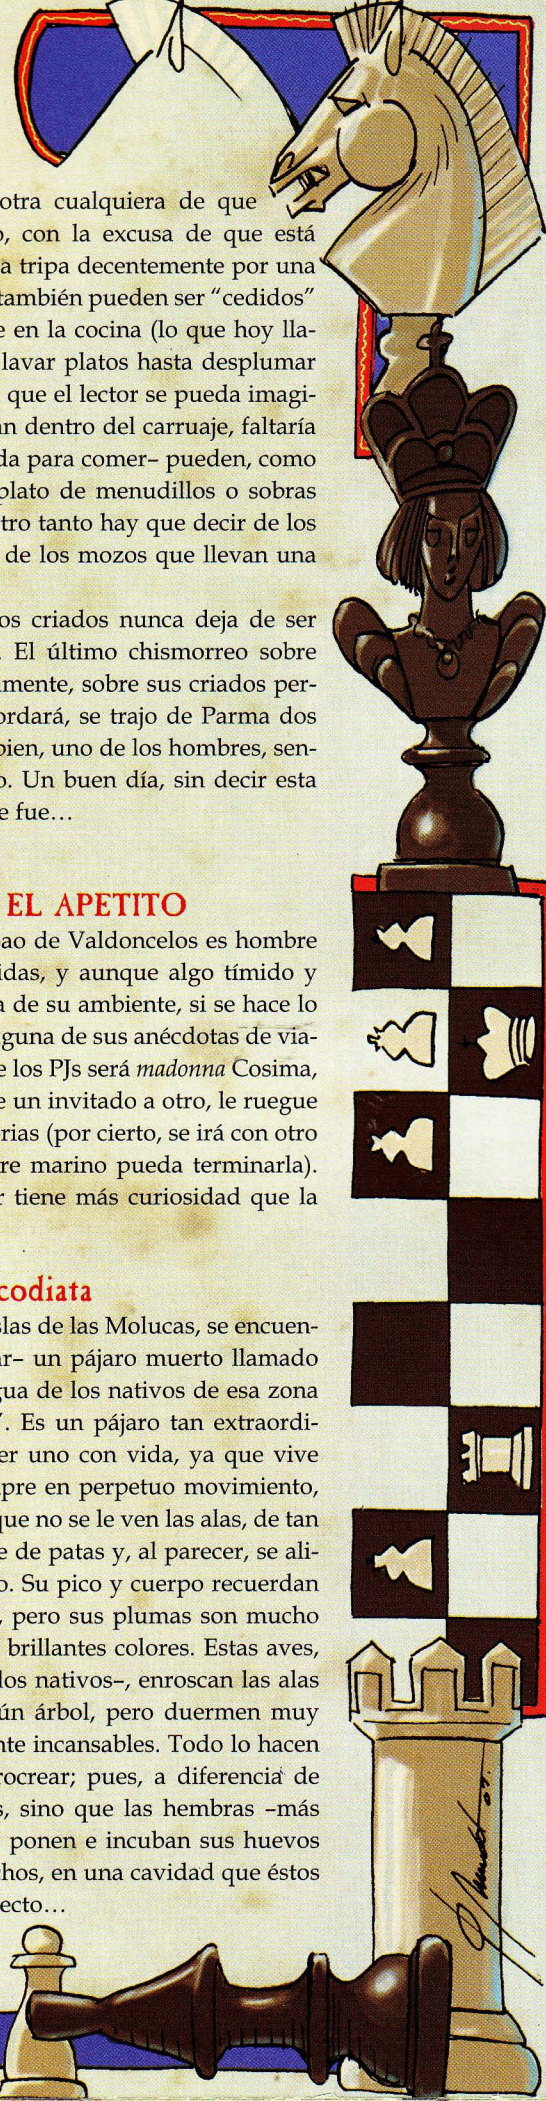 otra cualquiera de que
o, con la excusa de que está
a tripa decentemente por una
también pueden ser “cedidos”
e en la cocina (lo que hoy lla-
lavar platos hasta desplumar
que el lector se pueda imagi-
an dentro del carruaje, faltaría
da para comer– pueden, como
plato de menudillos o sobras
tro tanto hay que decir de los
de los mozos que llevan una
os criados nunca deja de ser
. El último chismorreo sobre
amente, sobre sus criados per-
ordará, se trajo de Parma dos
bien, uno de los hombres, sen-
o. Un buen día, sin decir esta
e fue…
EL APETITO
bao de Valdoncelos es hombre
idas, y aunque algo tímido y
a de su ambiente, si se hace lo
lguna de sus anécdotas de via-
e los PJs será madonna Cosima,
e un invitado a otro, le ruegue
rias (por cierto, se irá con otro
re marino pueda terminarla).
r tiene más curiosidad que la
codiata
slas de las Molucas, se encuen-
ar– un pájaro muerto llamado
gua de los nativos de esa zona
”. Es un pájaro tan extraordi-
er uno con vida, ya que vive
pre en perpetuo movimiento,
que no se le ven las alas, de tan
e de patas y, al parecer, se ali-
o. Su pico y cuerpo recuerdan
, pero sus plumas son mucho
brillantes colores. Estas aves,
los nativos–, enroscan las alas
ún árbol, pero duermen muy
nte incansables. Todo lo hacen
rocrear; pues, a diferencia de
s, sino que las hembras –más
ponen e incuban sus huevos
hos, en una cavidad que éstos
ecto…